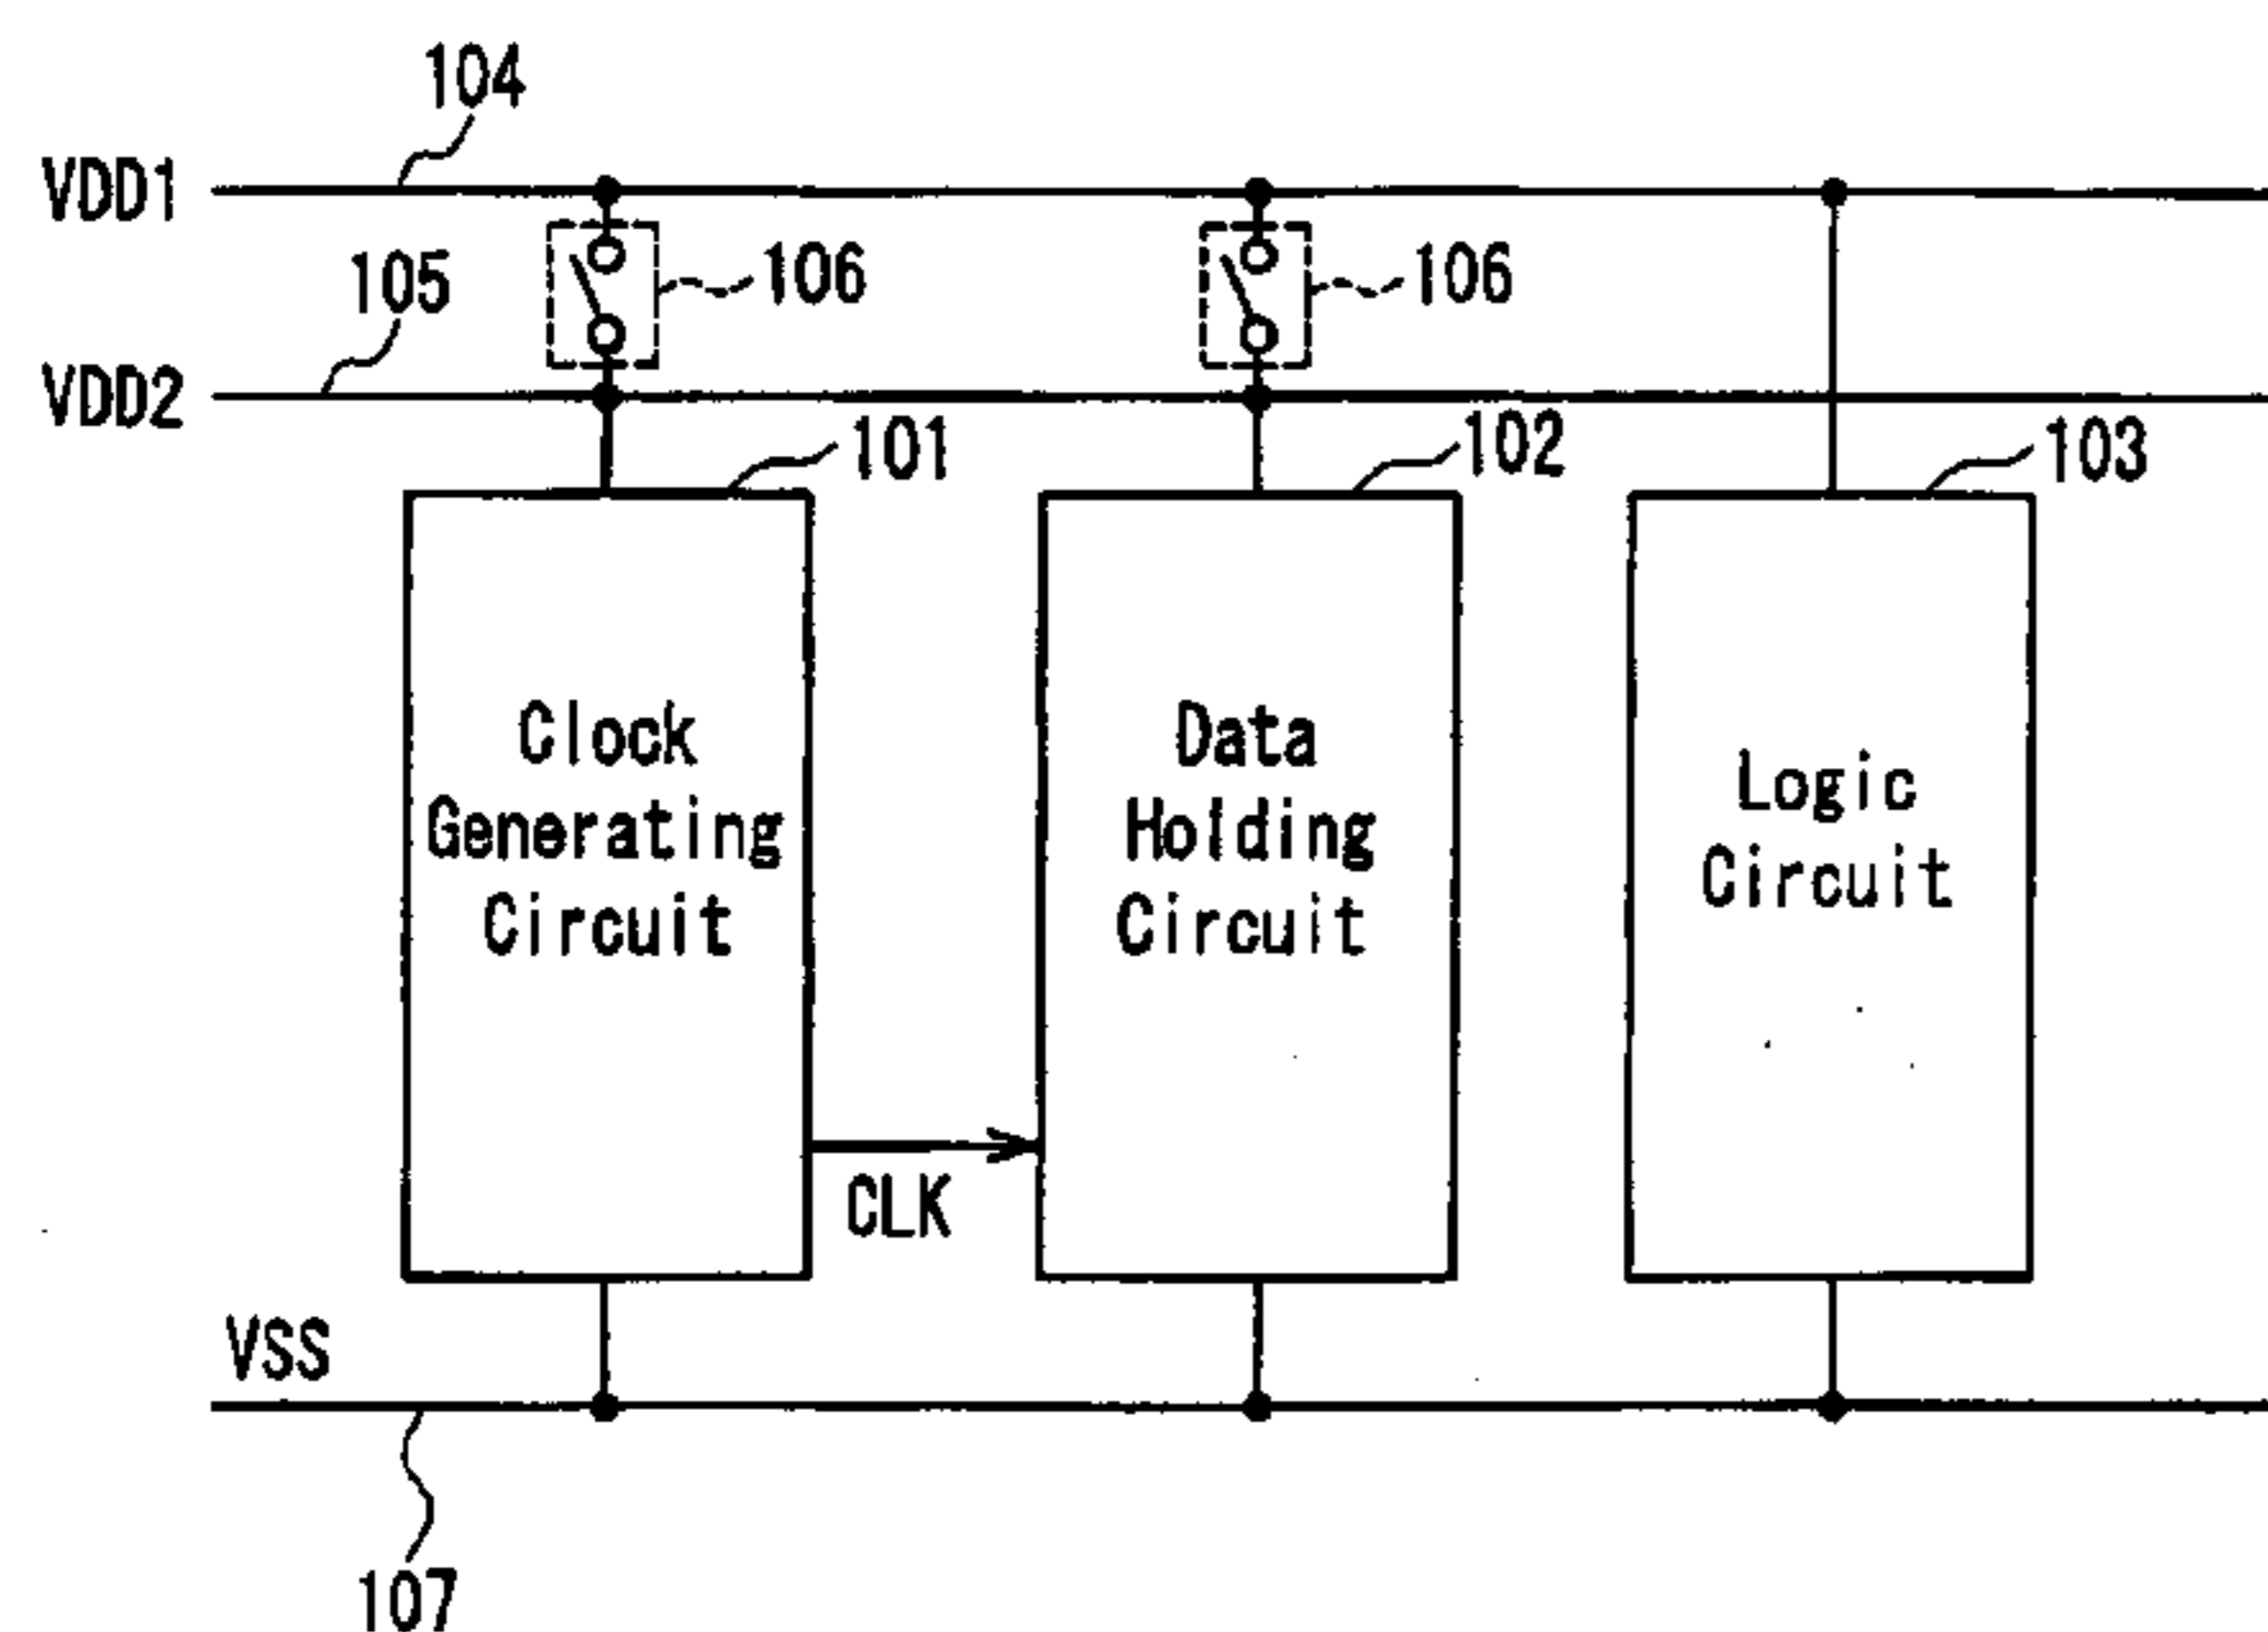 104
VDD1
105
106
106
VDD2
101
102
103
Clock
Generating
Circuit
Data
Holding
Circuit
Logic
Circuit
CLK
VSS
107